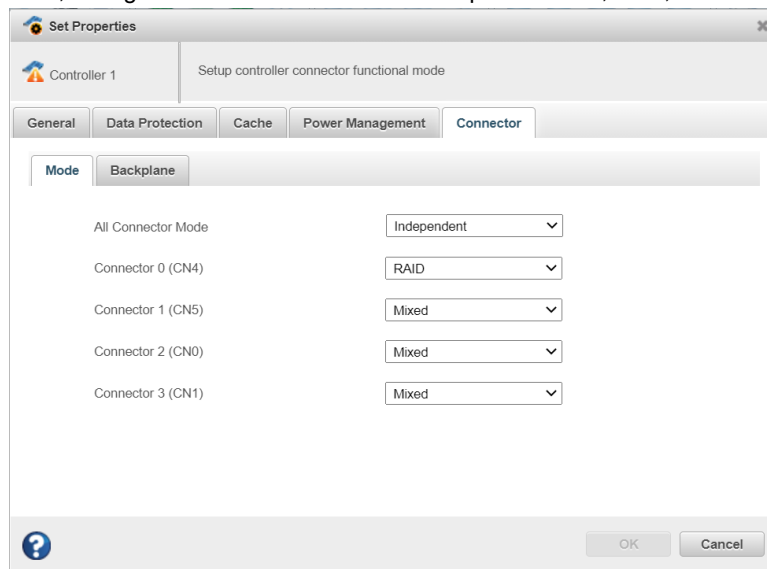 Set Properties
Controller 1
Setup controller connector functional mode
General Data Protection Cache Power Management Connector
Mode Backplane
All Connector Mode Independent
Connector 0 (CN4) RAID
Connector 1 (CN5) Mixed
Connector 2 (CN0) Mixed
Connector 3 (CN1) Mixed
? OK Cancel